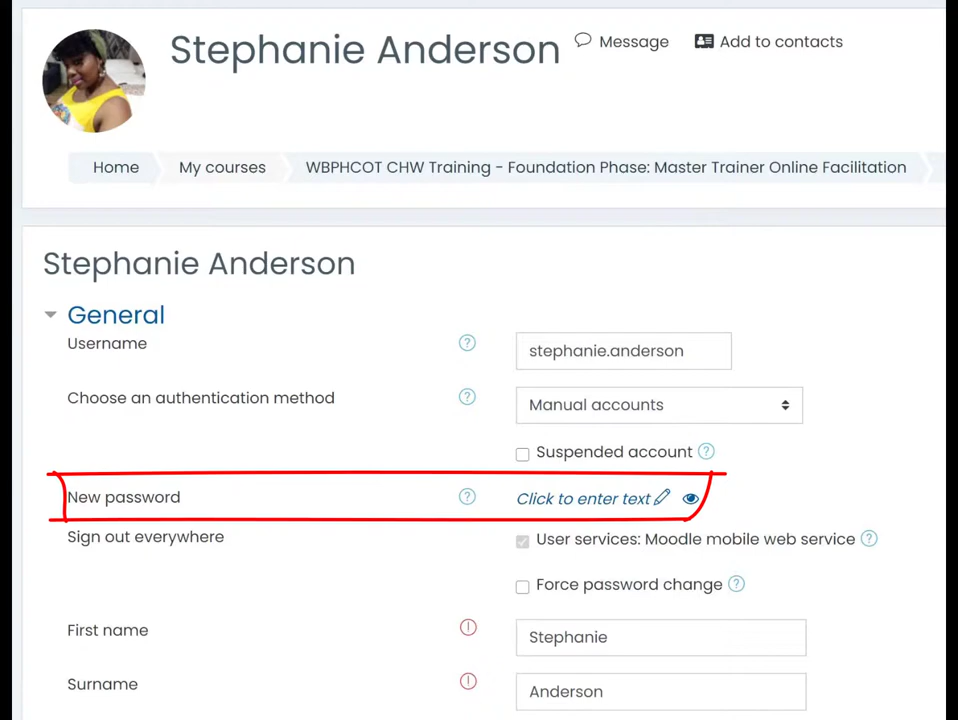 Stephanie Anderson Message Add to contacts
Home My courses WBPHCOT CHW Training - Foundation Phase: Master Trainer Online Facilitation
Stephanie Anderson
General
Username ? stephanie.anderson
Choose an authentication method ? Manual accounts
Suspended account ?
New password ? Click to enter text
Sign out everywhere User services: Moodle mobile web service ?
Force password change ?
First name ! Stephanie
Surname ! Anderson